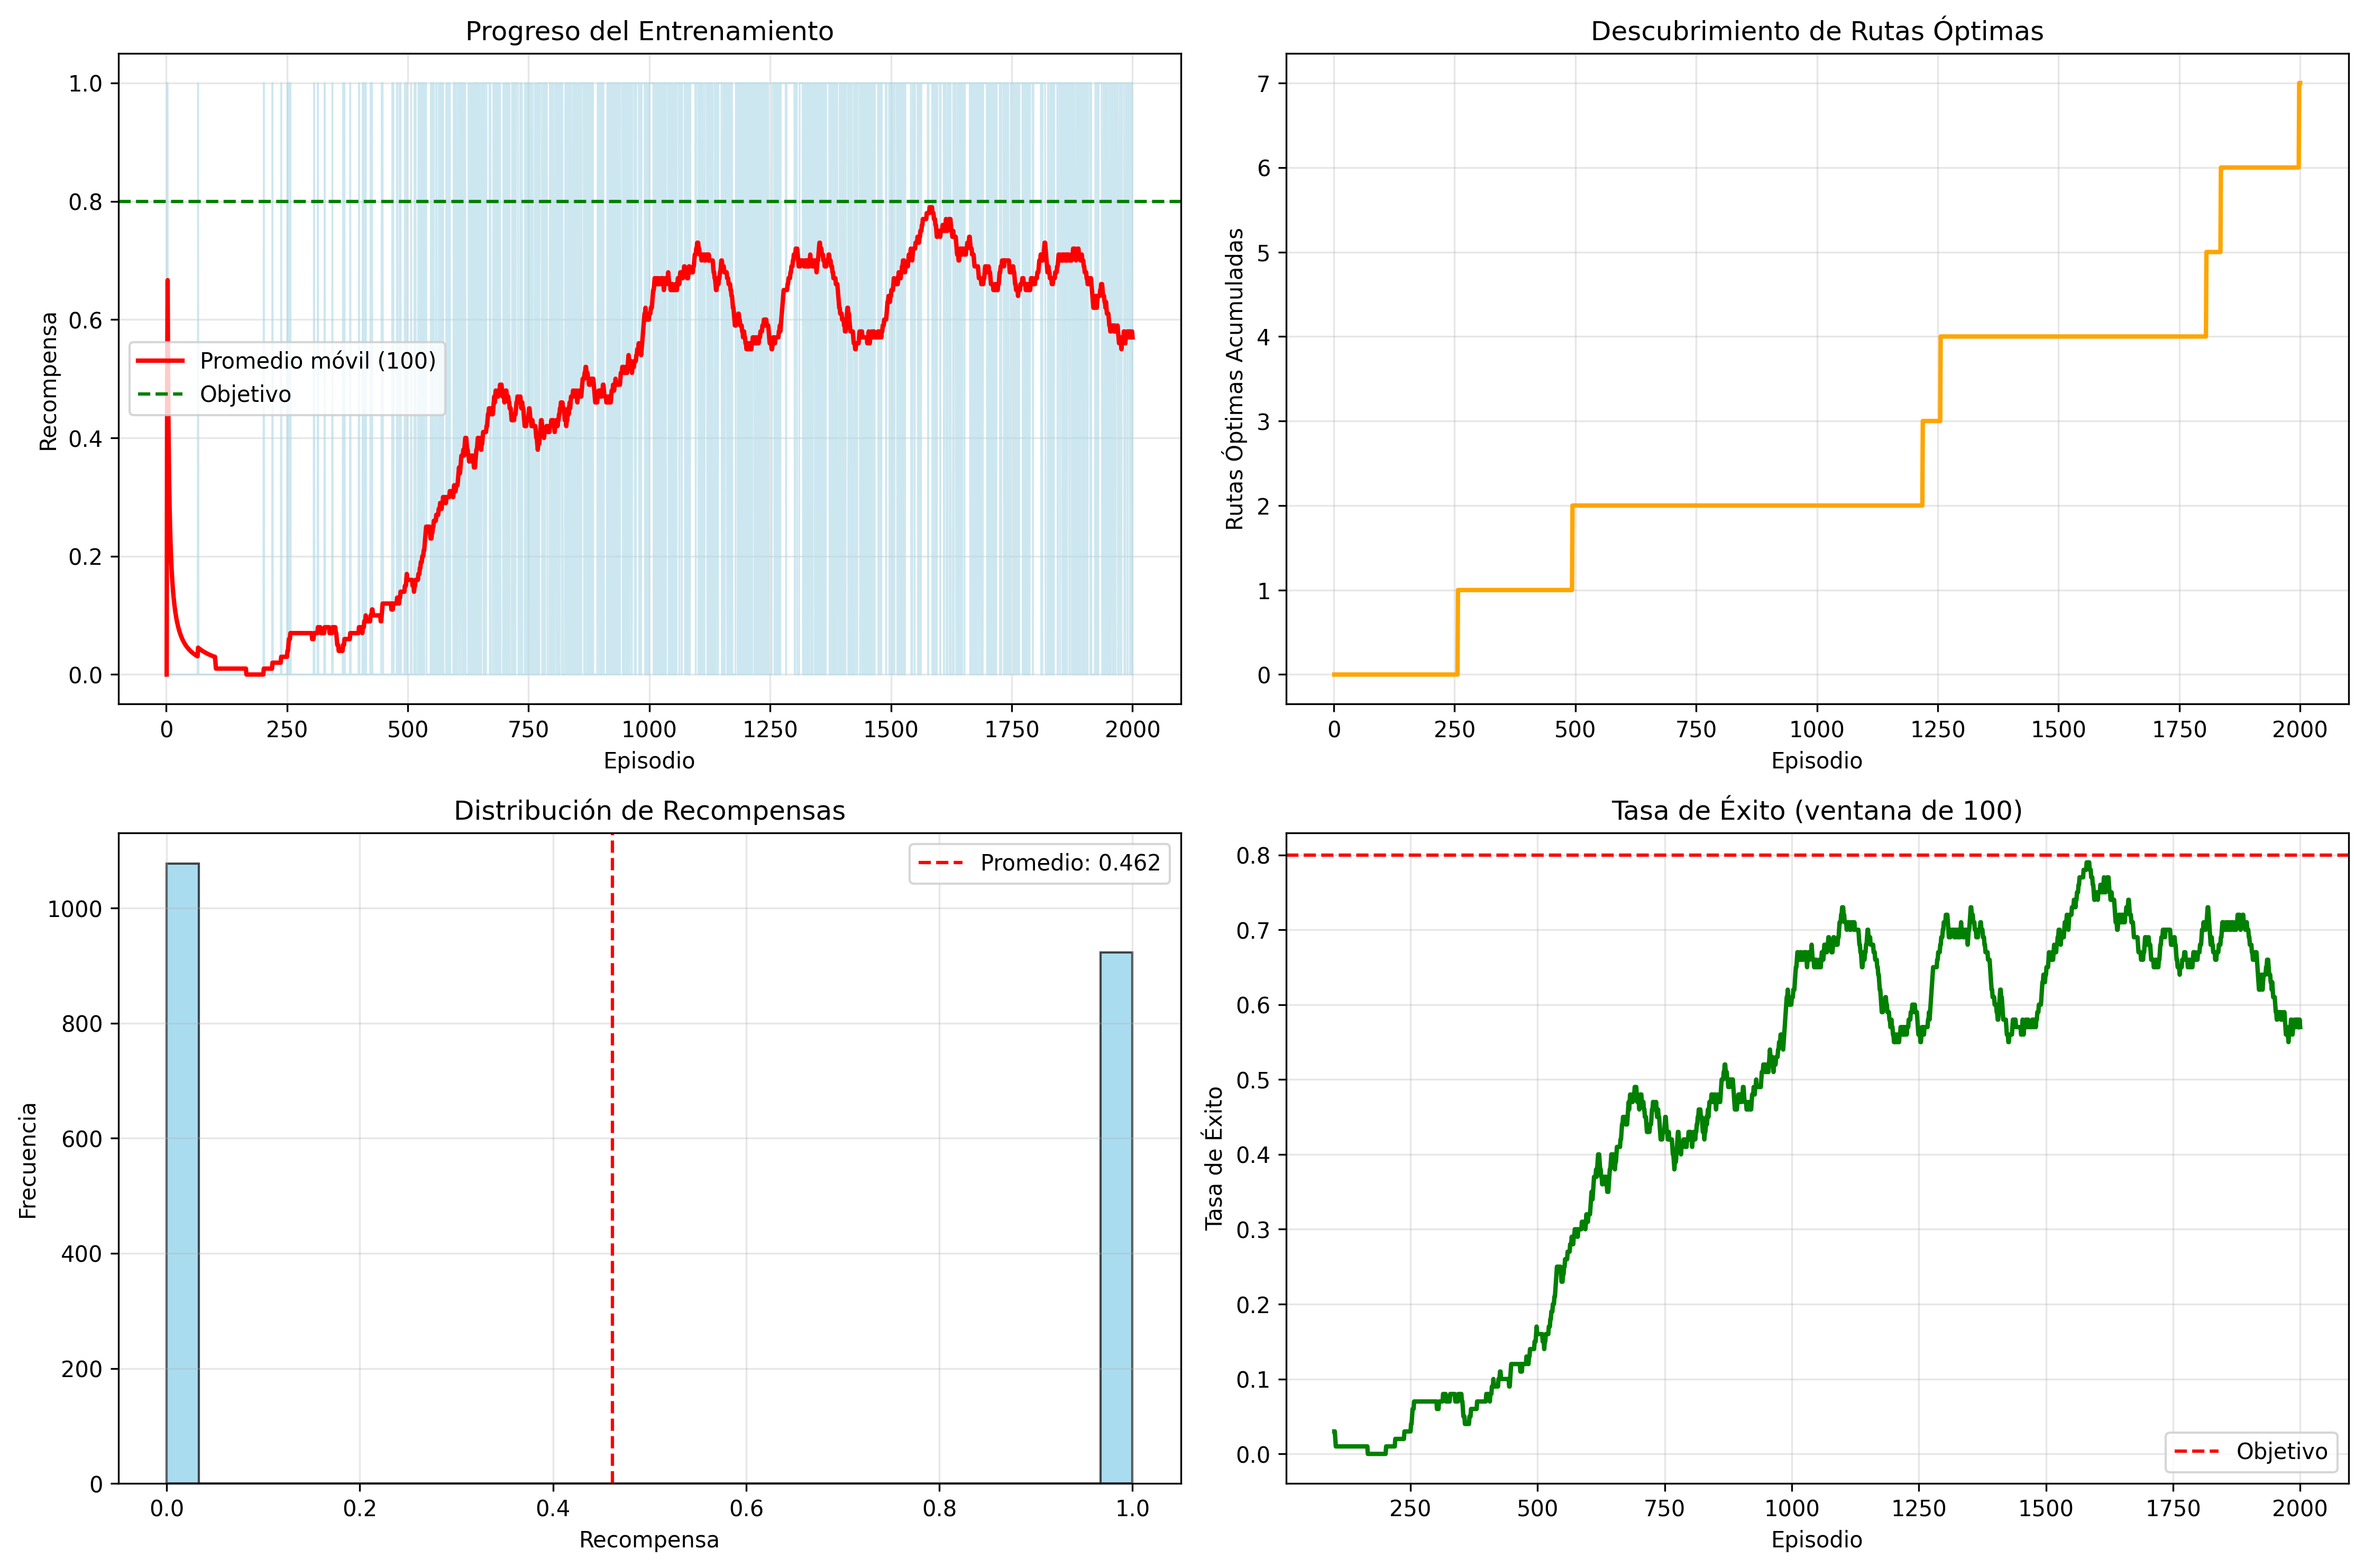 Progreso del Entrenamiento
1.0
0.8
0.6
0.4
0.2
0.0
Recompensa
Promedio móvil (100)
Objetivo
0 250 500 750 1000 1250 1500 1750 2000
Episodio
Descubrimiento de Rutas Óptimas
7
6
5
4
3
2
1
0
Rutas Óptimas Acumuladas
0 250 500 750 1000 1250 1500 1750 2000
Episodio
Distribución de Recompensas
Promedio: 0.462
1000
800
600
400
200
0
Frecuencia
0.0 0.2 0.4 0.6 0.8 1.0
Recompensa
Tasa de Éxito (ventana de 100)
0.8
0.7
0.6
0.5
0.4
0.3
0.2
0.1
0.0
Tasa de Éxito
Objetivo
250 500 750 1000 1250 1500 1750 2000
Episodio